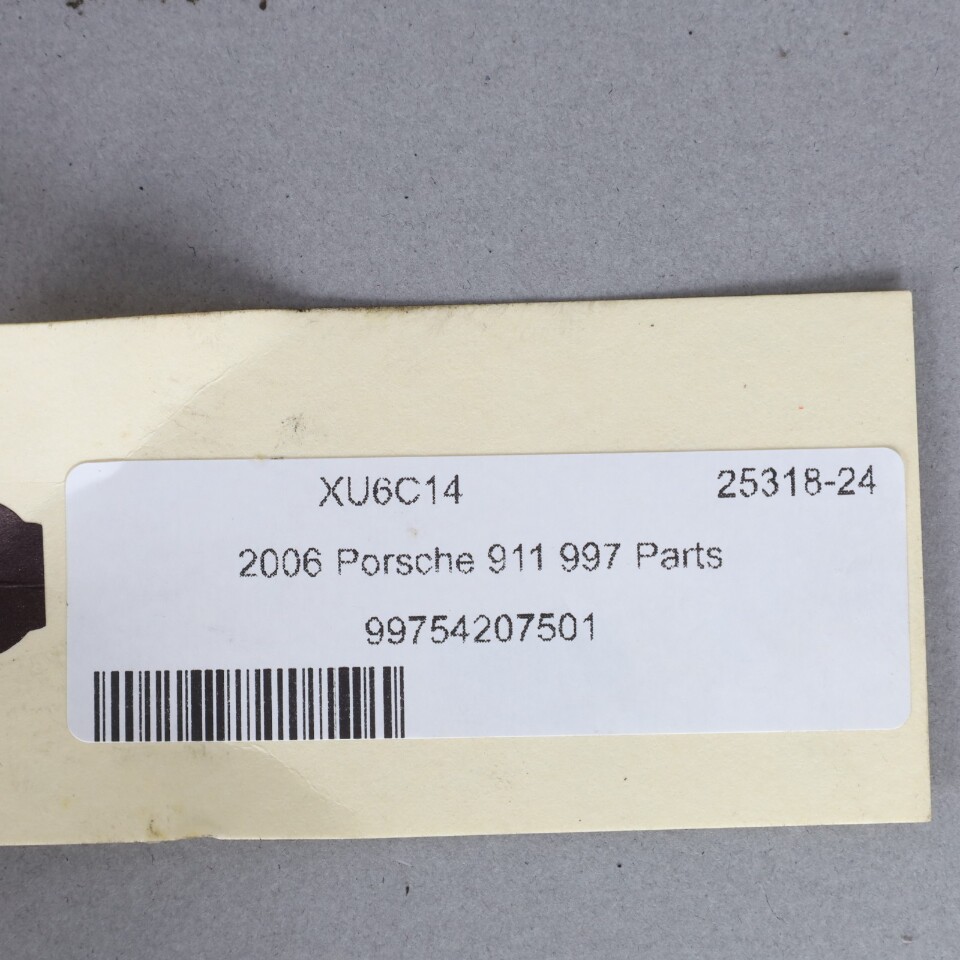 XU6C14 25318-24
2006 Porsche 911 997 Parts
99754207501